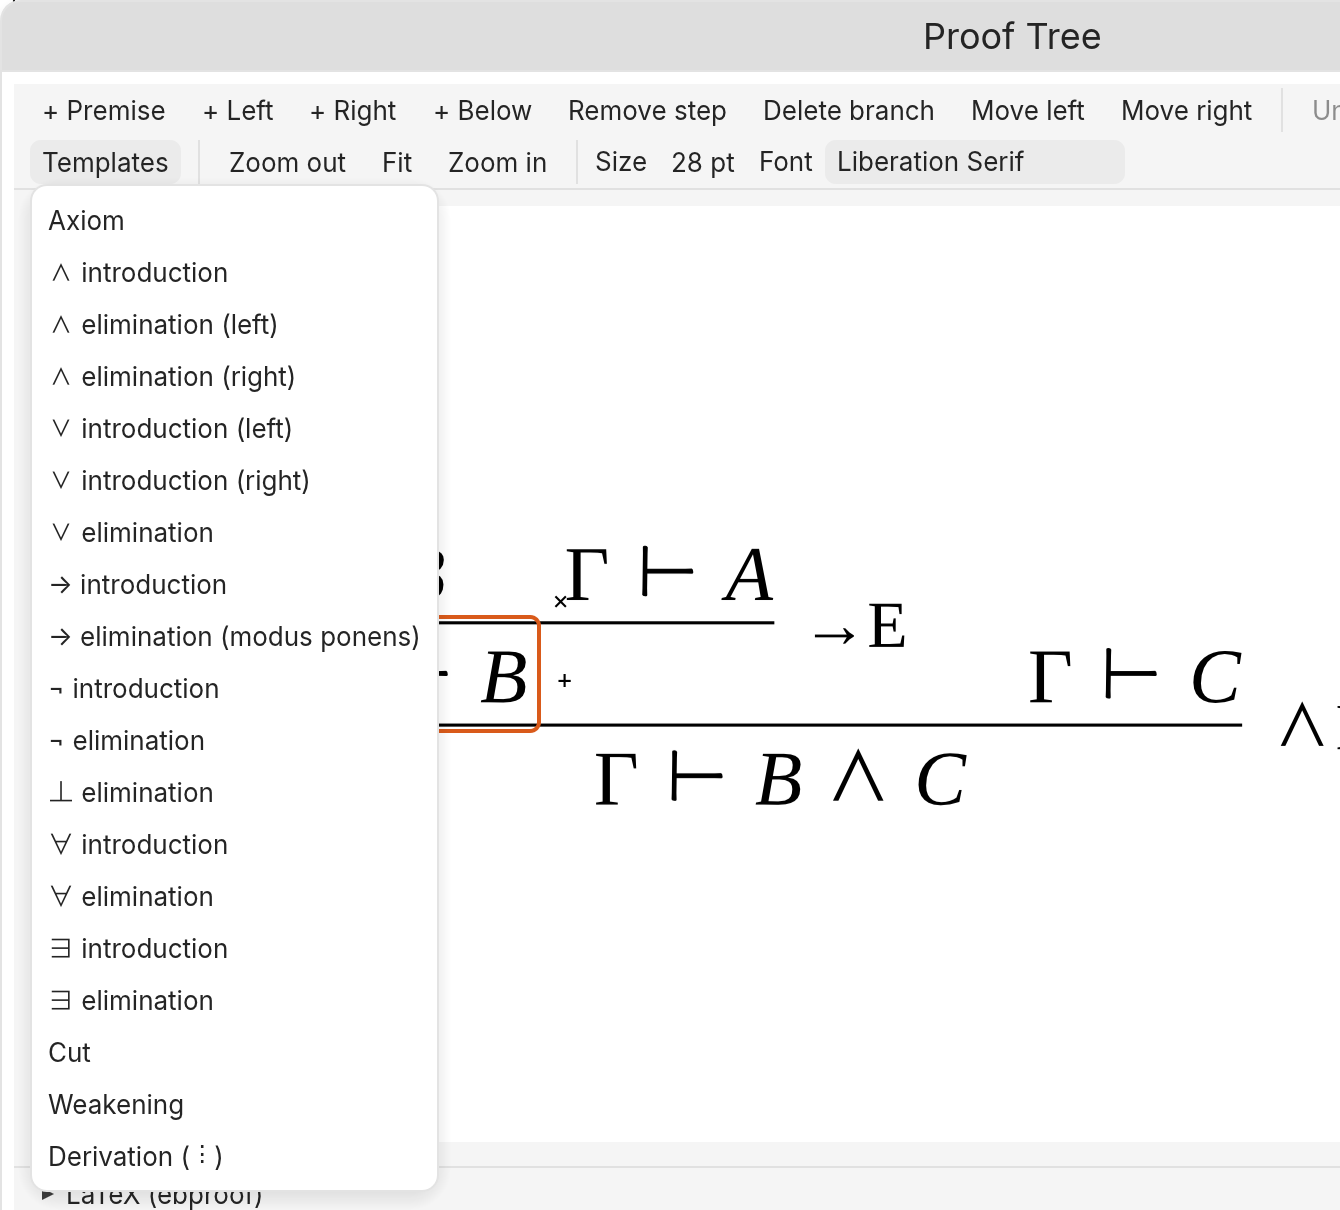 Proof Tree
+ Premise + Left + Right + Below Remove step Delete branch Move left Move right
Templates Zoom out Fit Zoom in Size 28 pt Font Liberation Serif
Axiom
∧ introduction
∧ elimination (left)
∧ elimination (right)
∨ introduction (left)
∨ introduction (right)
∨ elimination
→ introduction
→ elimination (modus ponens)
¬ introduction
¬ elimination
⊥ elimination
∀ introduction
∀ elimination
∃ introduction
∃ elimination
Cut
Weakening
Derivation (⋮)
× Γ ⊢ A
→E
B + Γ ⊢ C
∧
Γ ⊢ B ∧ C
▸ LaTeX (ebproof)